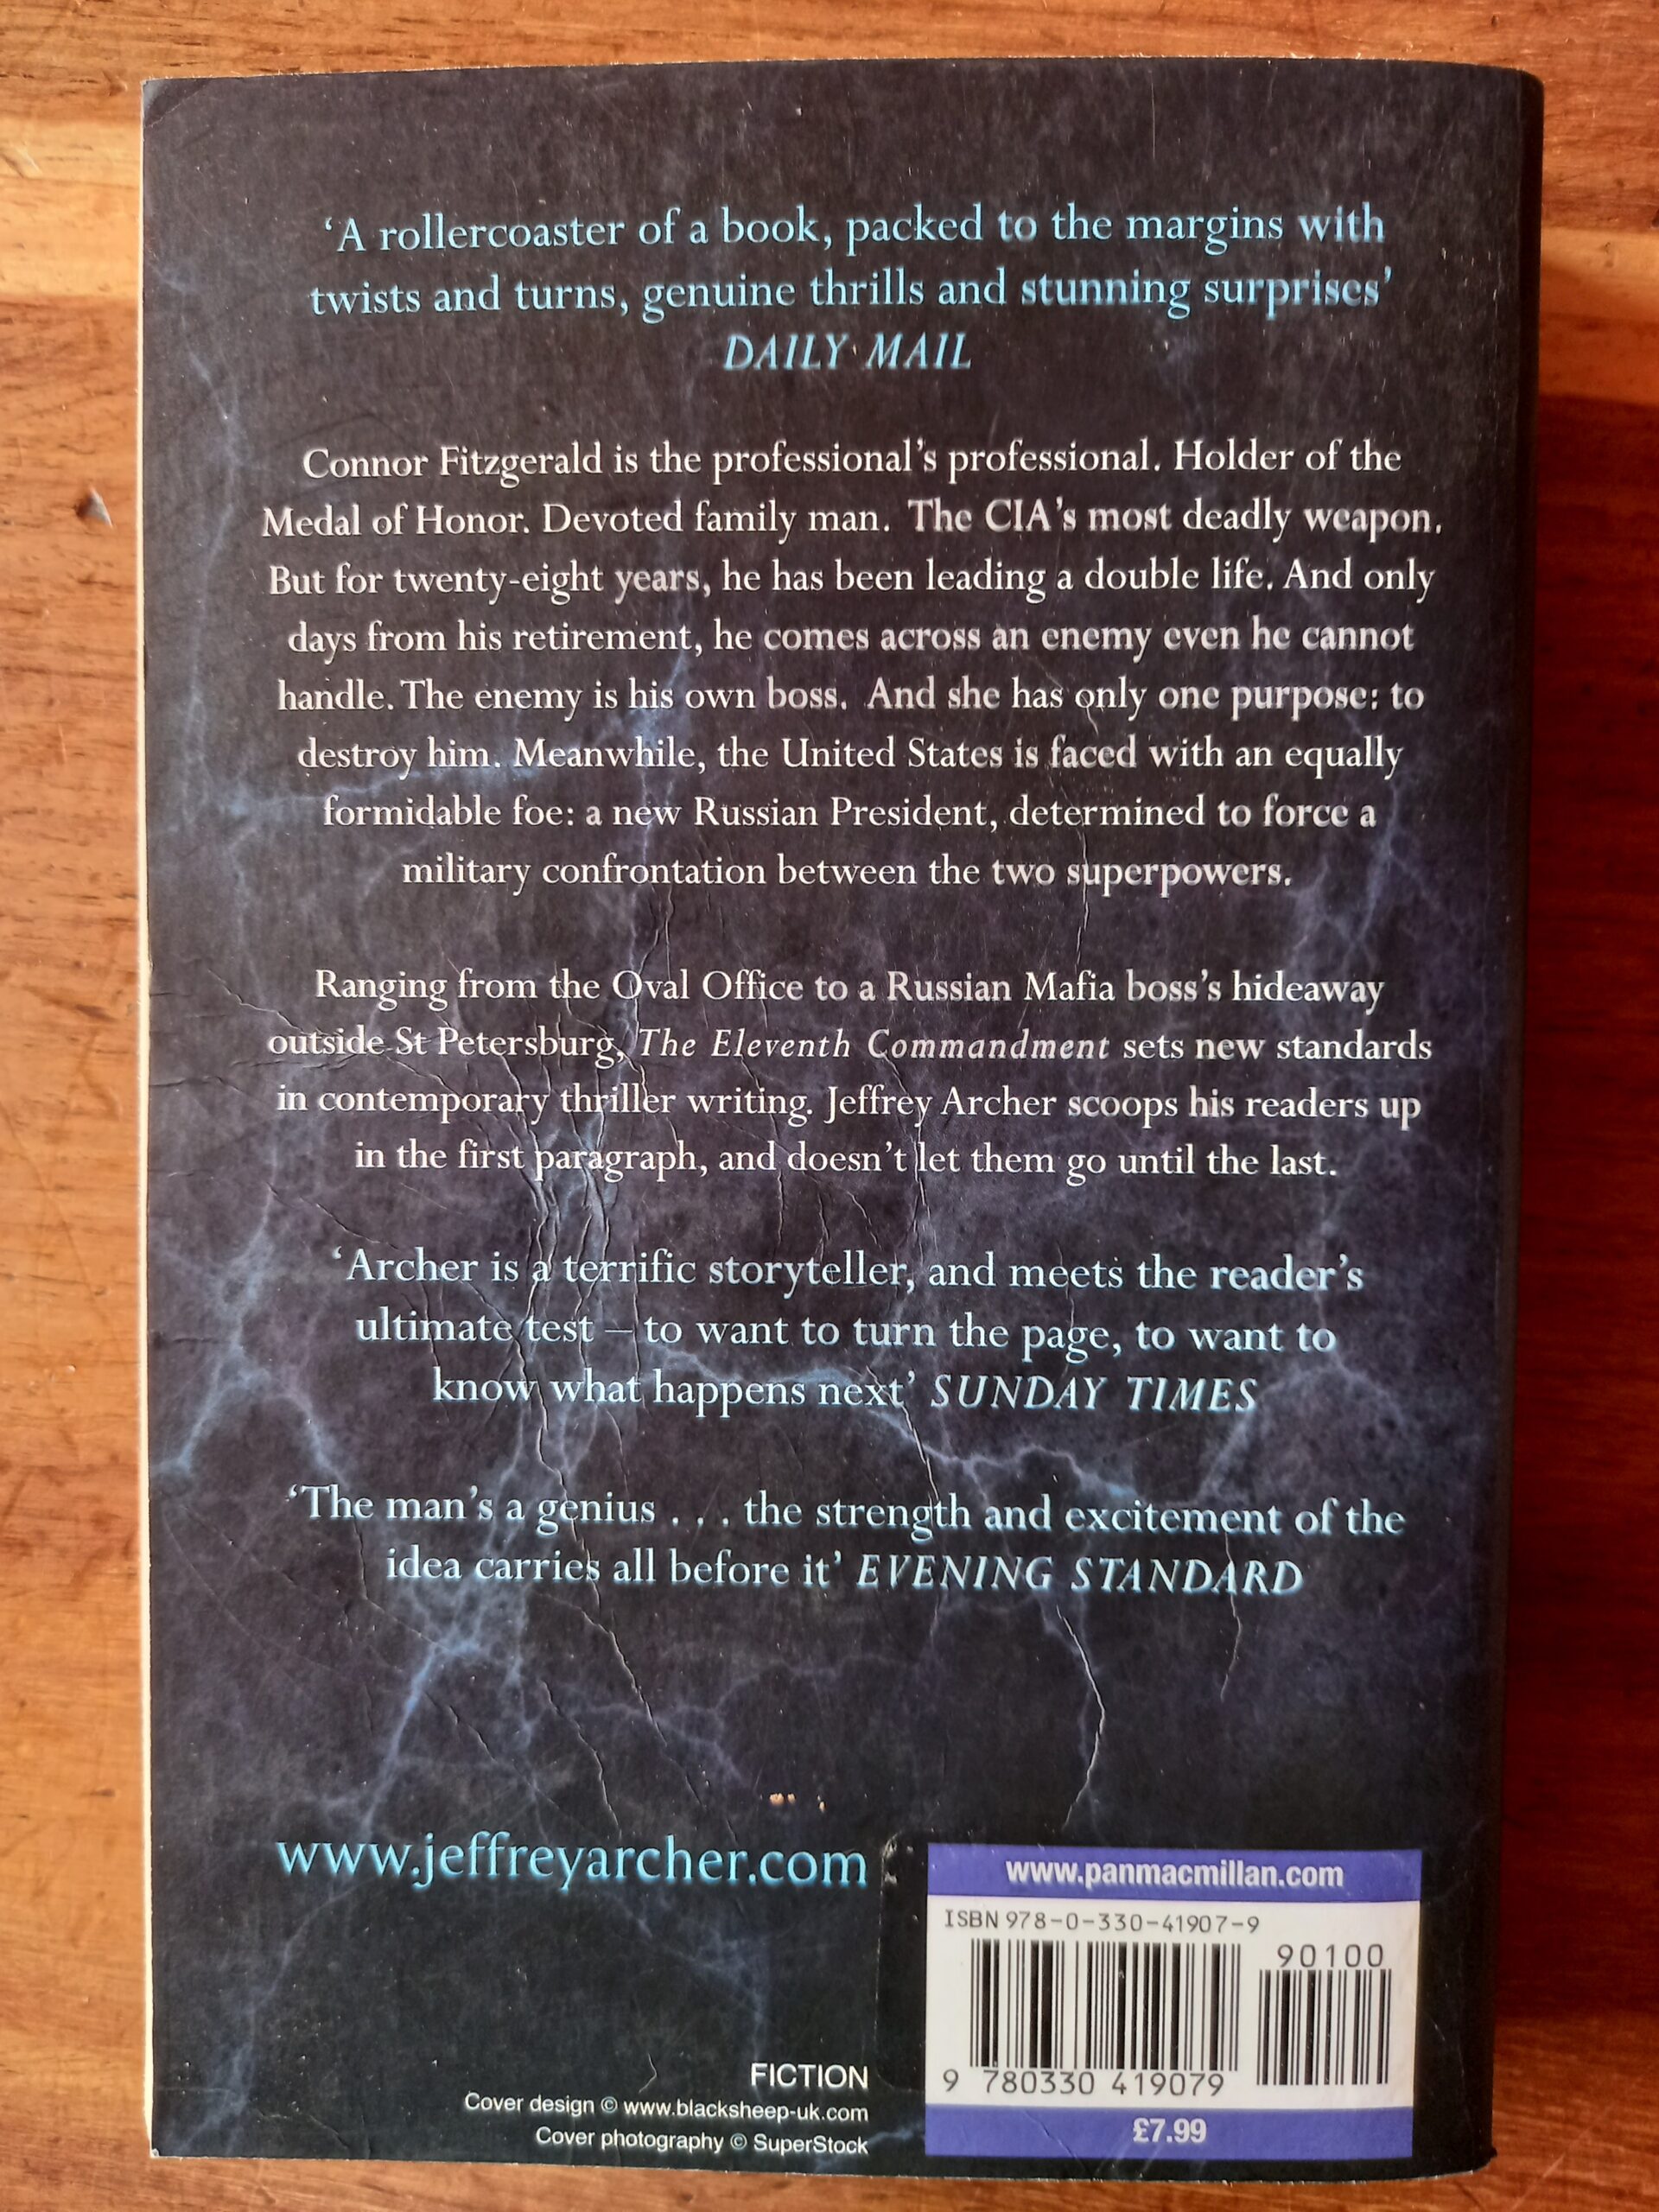 ‘A rollercoaster of a book, packed to the margins with
twists and turns, genuine thrills and stunning surprises’
DAILY MAIL
Connor Fitzgerald is the professional’s professional. Holder of the
Medal of Honor. Devoted family man. The CIA’s most deadly weapon.
But for twenty-eight years, he has been leading a double life. And only
days from his retirement, he comes across an enemy even he cannot
handle. The enemy is his own boss. And she has only one purpose: to
destroy him. Meanwhile, the United States is faced with an equally
formidable foe: a new Russian President, determined to force a
military confrontation between the two superpowers.
Ranging from the Oval Office to a Russian Mafia boss’s hideaway
outside St Petersburg, The Eleventh Commandment sets new standards
in contemporary thriller writing. Jeffrey Archer scoops his readers up
in the first paragraph, and doesn’t let them go until the last.
‘Archer is a terrific storyteller, and meets the reader’s
ultimate test – to want to turn the page, to want to
know what happens next’ SUNDAY TIMES
‘The man’s a genius . . . the strength and excitement of the
idea carries all before it’ EVENING STANDARD
www.jeffreyarcher.com
FICTION
Cover design © www.blacksheep-uk.com
Cover photography © SuperStock
www.panmacmillan.com
ISBN 978-0-330-41907-9
90100
9 780330 419079
£7.99